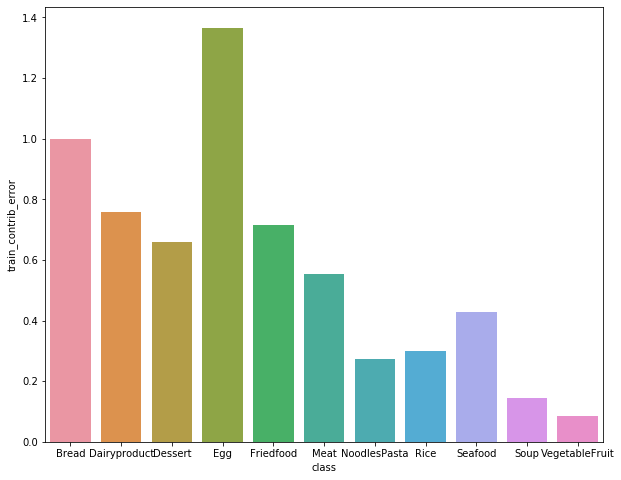 train_contrib_error
1.4
1.2
1.0
0.8
0.6
0.4
0.2
0.0
Bread Dairyproduct Dessert Egg Friedfood Meat NoodlesPasta Rice Seafood Soup VegetableFruit
class